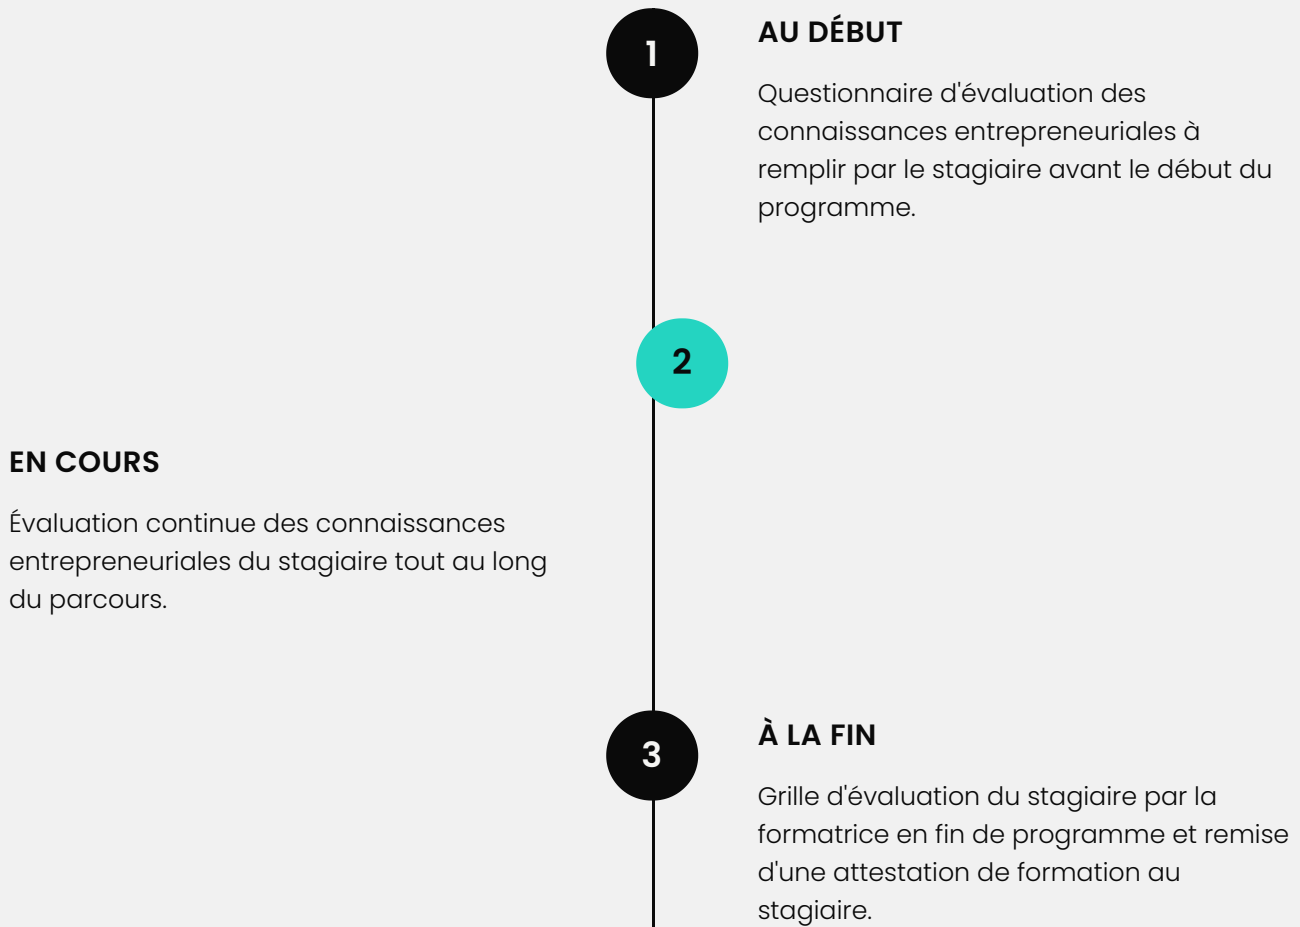 1
AU DÉBUT
Questionnaire d'évaluation des
connaissances entrepreneuriales à
remplir par le stagiaire avant le début du
programme.
2
EN COURS
Évaluation continue des connaissances
entrepreneuriales du stagiaire tout au long
du parcours.
3
À LA FIN
Grille d'évaluation du stagiaire par la
formatrice en fin de programme et remise
d'une attestation de formation au
stagiaire.